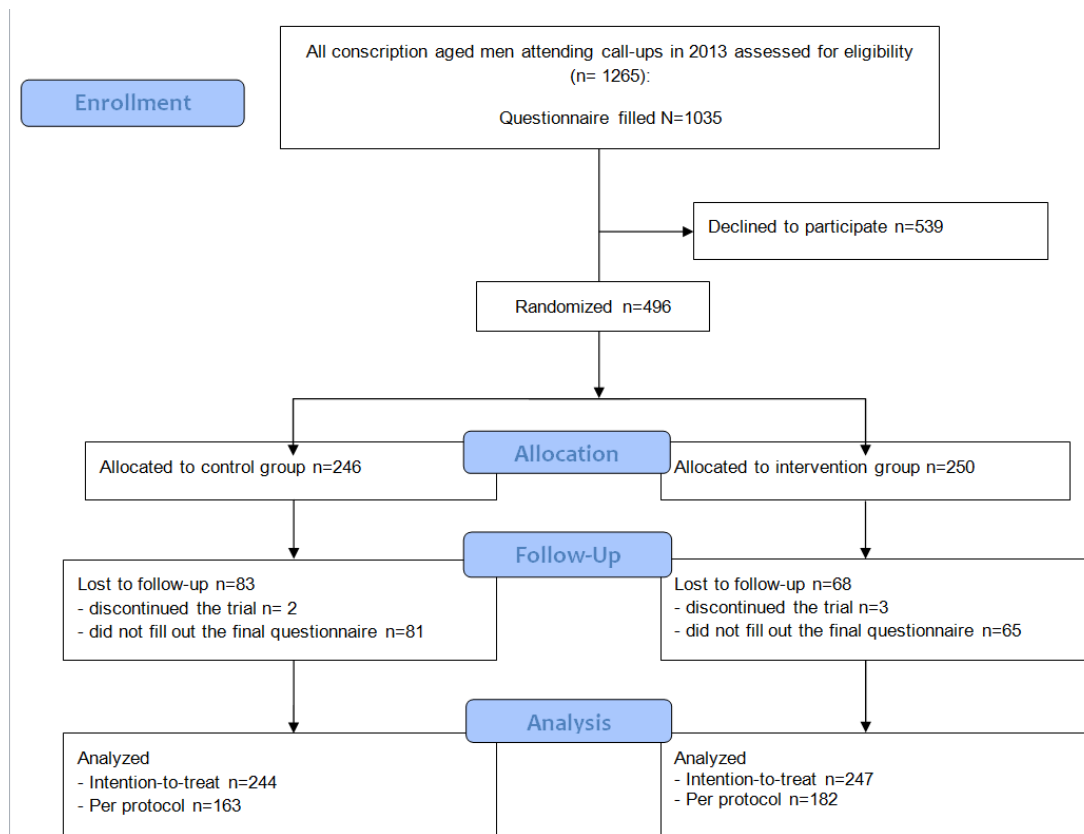 All conscription aged men attending call-ups in 2013 assessed for eligibility
(n= 1265):
Questionnaire filled N=1035
Enrollment
Declined to participate n=539
Randomized n=496
Allocation
Allocated to control group n=246
Allocated to intervention group n=250
Follow-Up
Lost to follow-up n=83
- discontinued the trial n= 2
- did not fill out the final questionnaire n=81
Lost to follow-up n=68
- discontinued the trial n=3
- did not fill out the final questionnaire n=65
Analysis
Analyzed
- Intention-to-treat n=244
- Per protocol n=163
Analyzed
- Intention-to-treat n=247
- Per protocol n=182